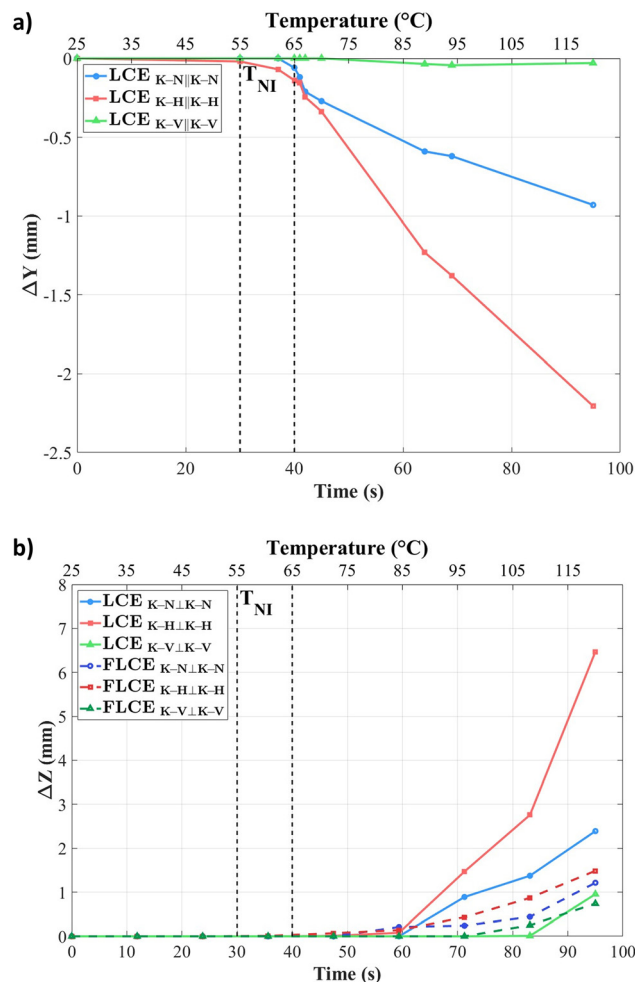 a)
Temperature (°C)
25 35 45 55 65 75 85 95 105 115
0
-0.5
-1
-1.5
-2
-2.5
ΔY (mm)
LCE K–N∥K–N
LCE K–H∥K–H
LCE K–V∥K–V
TNI
0 20 40 60 80 100
Time (s)
b)
Temperature (°C)
25 35 45 55 65 75 85 95 105 115
8
7
6
5
4
3
2
1
0
ΔZ (mm)
LCE K–N⊥K–N
LCE K–H⊥K–H
LCE K–V⊥K–V
FLCE K–N⊥K–N
FLCE K–H⊥K–H
FLCE K–V⊥K–V
TNI
0 10 20 30 40 50 60 70 80 90 100
Time (s)